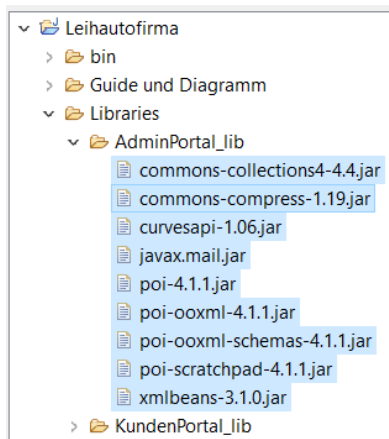 Leihautofirma
bin
Guide und Diagramm
Libraries
AdminPortal_lib
commons-collections4-4.4.jar
commons-compress-1.19.jar
curvesapi-1.06.jar
javax.mail.jar
poi-4.1.1.jar
poi-ooxml-4.1.1.jar
poi-ooxml-schemas-4.1.1.jar
poi-scratchpad-4.1.1.jar
xmlbeans-3.1.0.jar
KundenPortal_lib